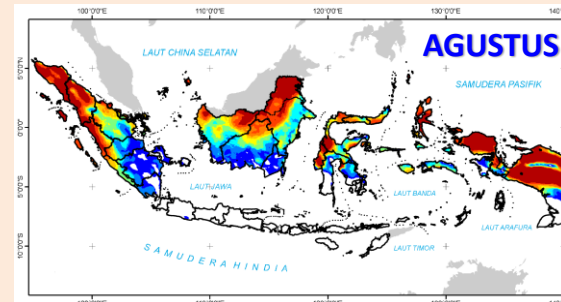 100°0'0"E 110°0'0"E 120°0'0"E 130°0'0"E 140°
AGUSTUS
LAUT CHINA SELATAN
SAMUDERA PASIFIK
5°0'0"N
0°0'0"
5°0'0"S
10°0'0"S
LAUT JAWA
LAUT BANDA
LAUT ARAFURA
LAUT TIMOR
SAMUDERA HINDIA